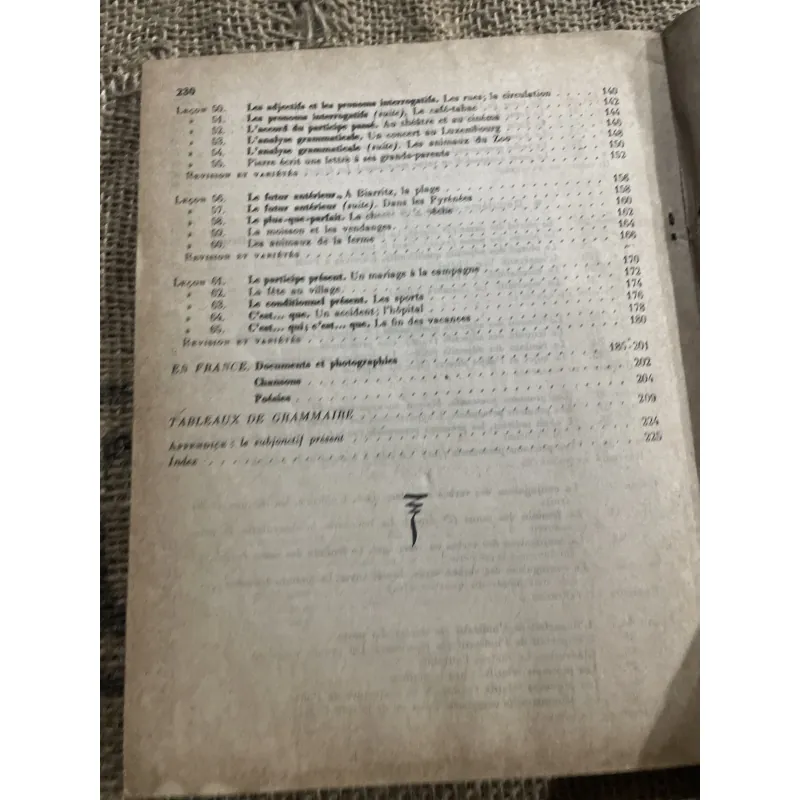 230
Leçon 50. Les adjectifs et les pronoms interrogatifs. Les rues; la circulation . . . . 140
» 51. Les pronoms interrogatifs (suite). Le café-tabac . . . . 142
» 52. L'accord du participe passé. Au théâtre et au cinéma . . . . 144
» 53. L'analyse grammaticale. Un concert au Luxembourg . . . . 146
» 54. L'analyse grammaticale (suite). Les animaux du Zoo . . . . 148
» 55. Pierre écrit une lettre à ses grands-parents . . . . 150
Revision et variétés . . . . 152
Leçon 56. Le futur antérieur. A Biarritz, la plage . . . . 156
» 57. Le futur antérieur (suite). Dans les Pyrénées . . . . 158
» 58. Le plus-que-parfait. La chasse pêche . . . . 160
» 59. La moisson et les vendanges. . . . . 162
» 60. Les animaux de la ferme . . . . 164
Revision et variétés . . . . 166
Leçon 61. Le participe présent. Un mariage à la campagne . . . . 170
» 62. La fête au village. . . . . 172
» 63. Le conditionnel présent. Les sports . . . . 174
» 64. C'est... que. Un accident; l'hôpital . . . . 176
» 65. C'est... qui; c'est... que. La fin des vacances . . . . 178
Revision et variétés . . . . 180
EN FRANCE. Documents et photographies . . . . 185-201
Chansons . . . . 202
Poésies . . . . 204
TABLEAUX DE GRAMMAIRE . . . . 209
Appendice : le subjonctif présent . . . . 224
Index . . . . 225